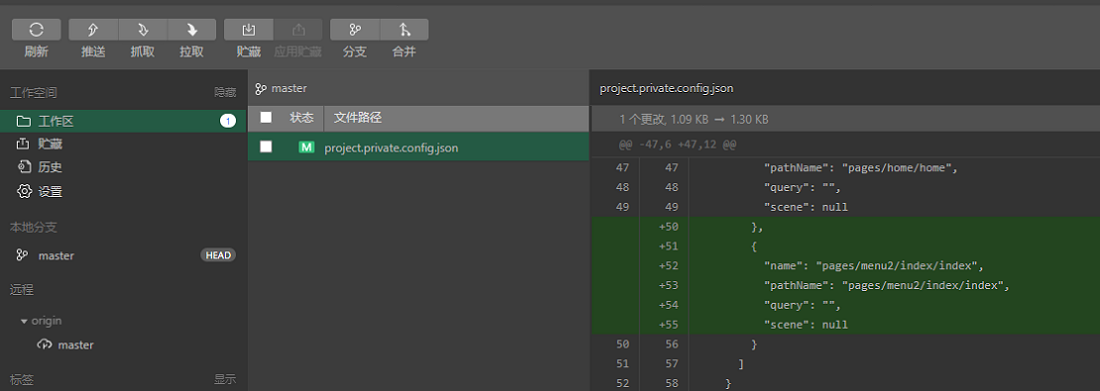 刷新 推送 抓取 拉取 贮藏 应用贮藏 分支 合并
工作空间 隐藏
工作区 1
贮藏
历史
设置
本地分支
master HEAD
远程
origin
master
标签 显示
master
状态 文件路径
M project.private.config.json
project.private.config.json
1 个更改, 1.09 KB → 1.30 KB
@@ -47,6 +47,12 @@
47 47 "pathName": "pages/home/home",
48 48 "query": "",
49 49 "scene": null
+50 },
+51 {
+52 "name": "pages/menu2/index/index",
+53 "pathName": "pages/menu2/index/index",
+54 "query": "",
+55 "scene": null
50 56 }
51 57 ]
52 58 }